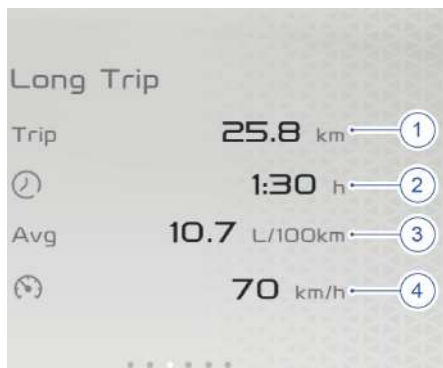 Long Trip
Trip 25.8 km 1
1:30 h 2
Avg 10.7 L/100km 3
70 km/h 4